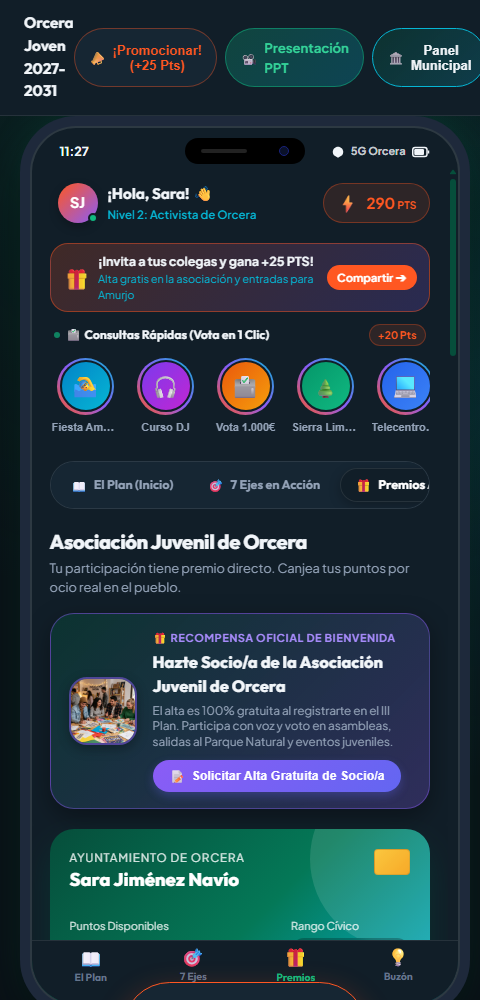 Orcera
Joven
2027-
2031
¡Promocionar!
(+25 Pts)
Presentación
PPT
Panel
Municipal
11:27
5G Orcera
SJ
¡Hola, Sara!
Nivel 2: Activista de Orcera
290 PTS
¡Invita a tus colegas y gana +25 PTS!
Alta gratis en la asociación y entradas para
Amurjo
Compartir ➔
Consultas Rápidas (Vota en 1 Clic)
+20 Pts
Fiesta Am...
Curso DJ
Vota 1.000€
Sierra Lim...
Telecentro.
El Plan (Inicio)
7 Ejes en Acción
Premios
Asociación Juvenil de Orcera
Tu participación tiene premio directo. Canjea tus puntos por
ocio real en el pueblo.
RECOMPENSA OFICIAL DE BIENVENIDA
Hazte Socio/a de la Asociación
Juvenil de Orcera
El alta es 100% gratuita al registrarte en el III
Plan. Participa con voz y voto en asambleas,
salidas al Parque Natural y eventos juveniles.
Solicitar Alta Gratuita de Socio/a
AYUNTAMIENTO DE ORCERA
Sara Jiménez Navío
Puntos Disponibles
Rango Cívico
El Plan
7 Ejes
Premios
Buzón